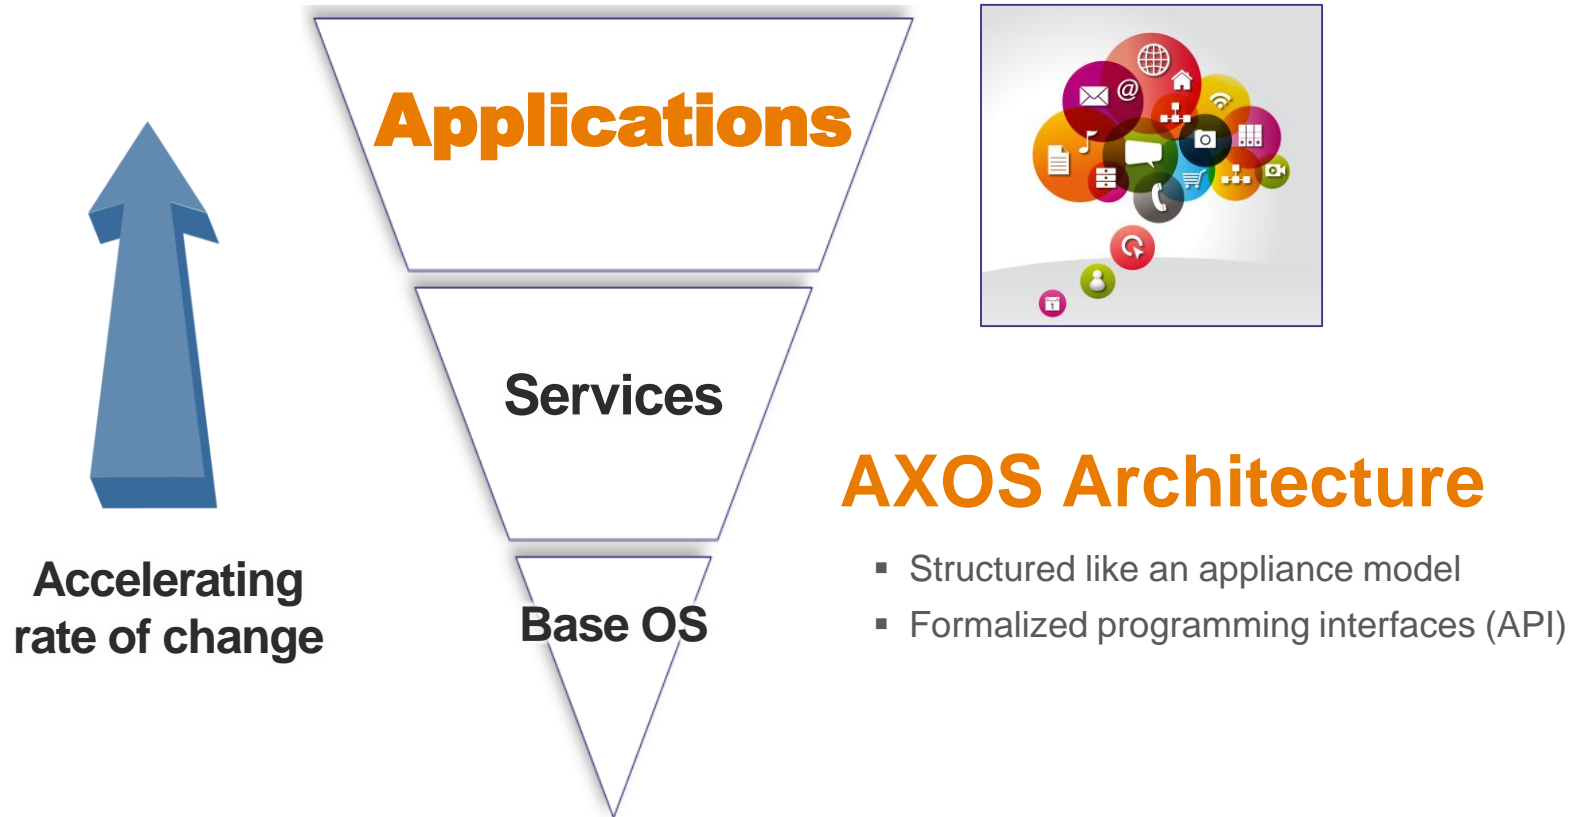 Applications
Services
Base OS
Accelerating
rate of change
@
1
AXOS Architecture
▪ Structured like an appliance model
▪ Formalized programming interfaces (API)